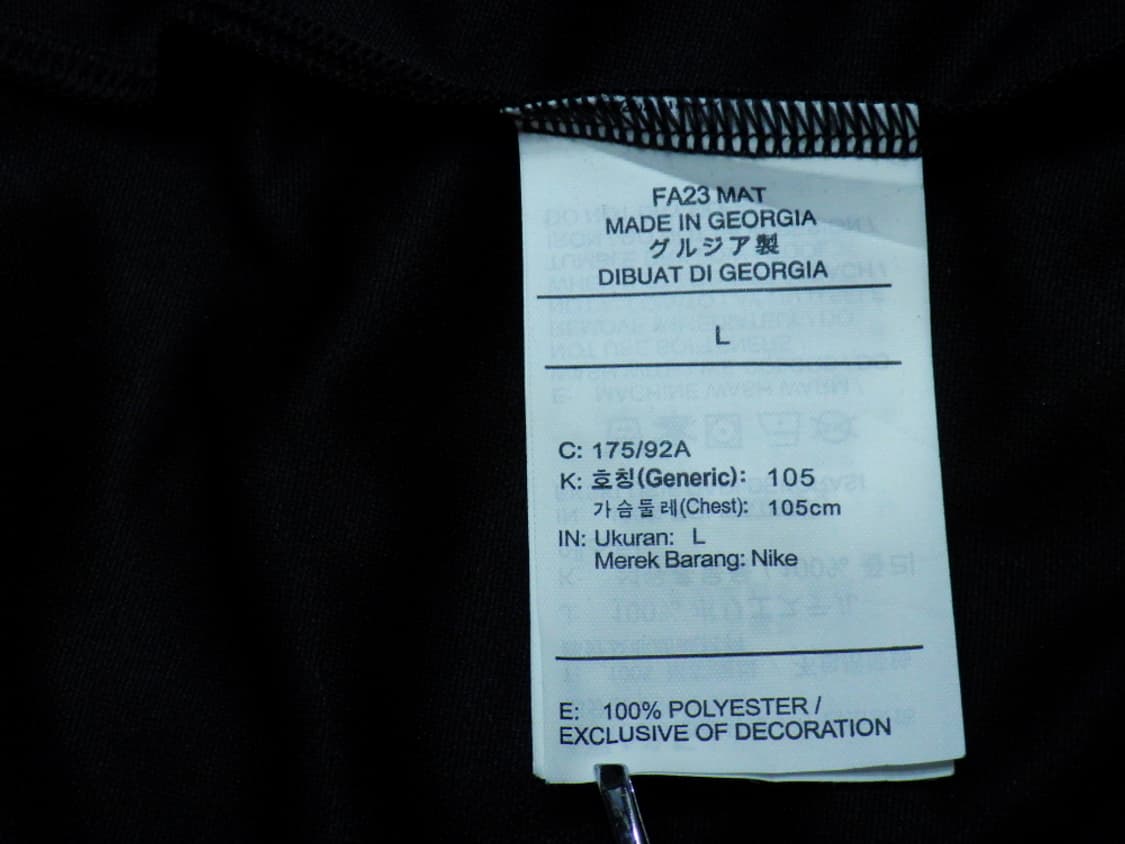 FA23 MAT
MADE IN GEORGIA
グルジア製
DIBUAT DI GEORGIA
L
C: 175/92A
K: 호칭(Generic): 105
가슴둘레(Chest): 105cm
IN: Ukuran: L
Merek Barang: Nike
E: 100% POLYESTER /
EXCLUSIVE OF DECORATION